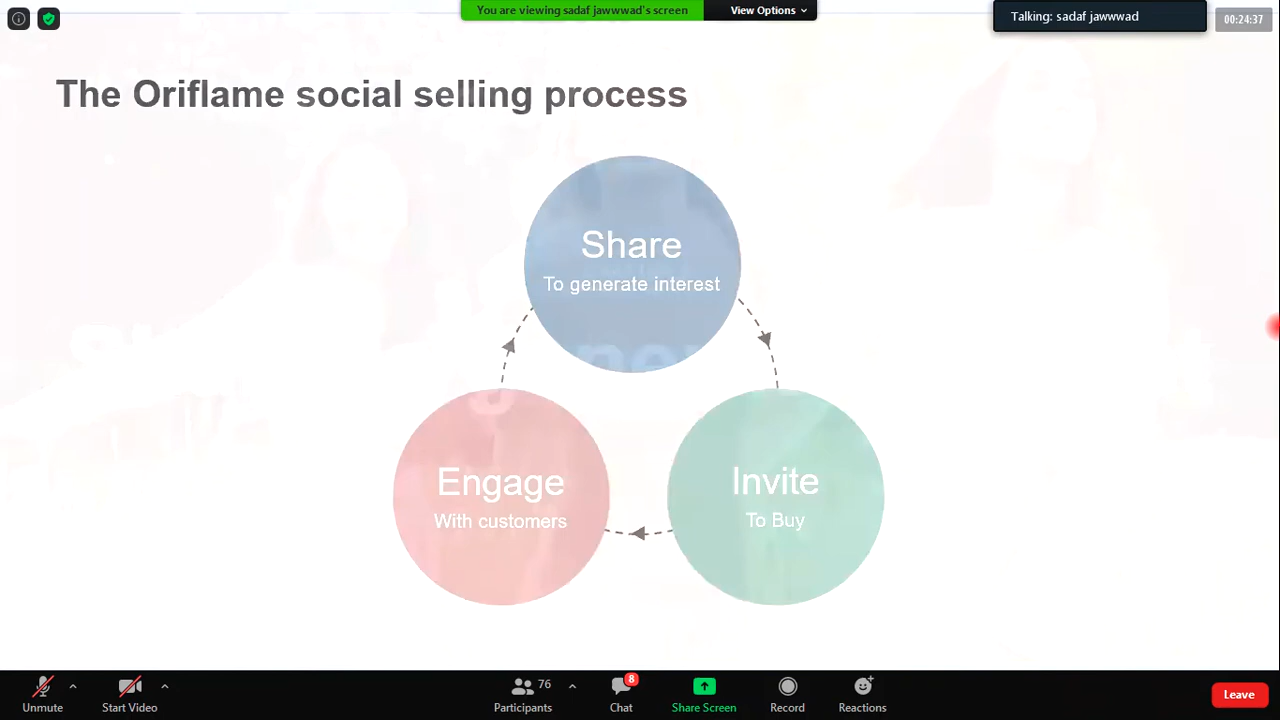 You are viewing sadaf jawwwad's screen
View Options
Talking: sadaf jawwwad
00:24:37
The Oriflame social selling process
Share
To generate interest
Engage
With customers
Invite
To Buy
Unmute
Start Video
76
Participants
8
Chat
Share Screen
Record
Reactions
Leave